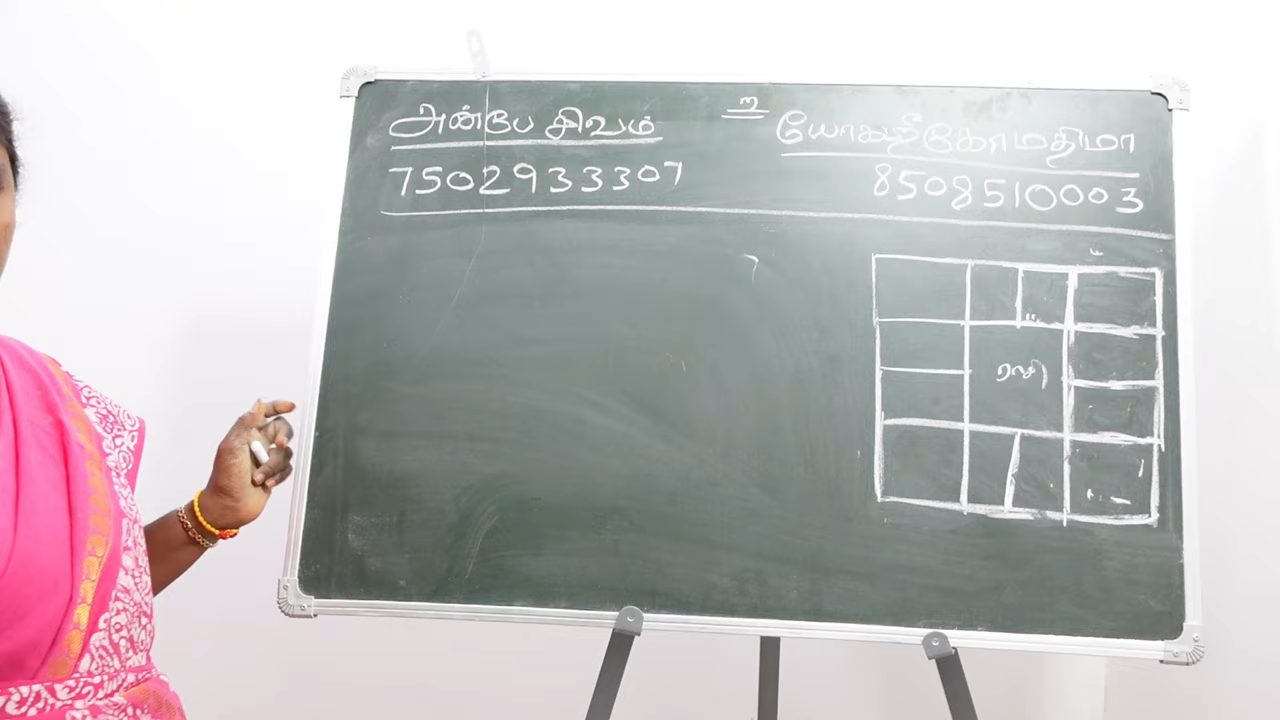 அன்பே சிவம்
7502933307
உ
யோகஸ்ரீ கோமதிமா
8508510003
ராசி